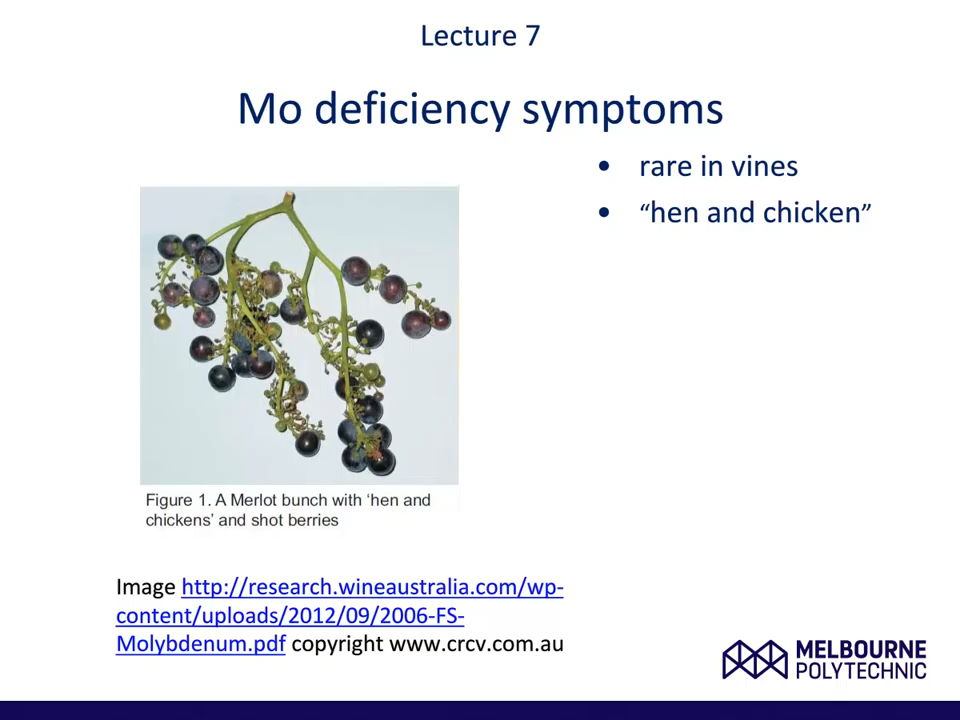 Lecture 7
Mo deficiency symptoms
• rare in vines
• “hen and chicken”
Figure 1. A Merlot bunch with ‘hen and
chickens’ and shot berries
Image http://research.wineaustralia.com/wp-
content/uploads/2012/09/2006-FS-
Molybdenum.pdf copyright www.crcv.com.au
MELBOURNE
POLYTECHNIC